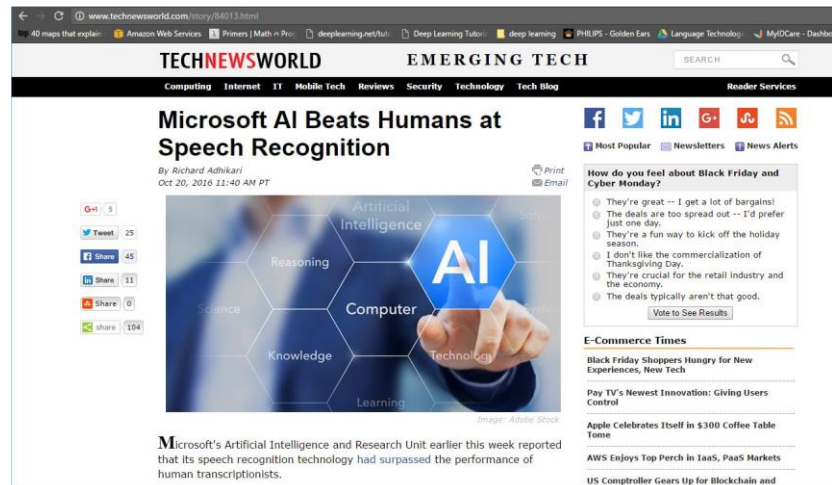 www.technewsworld.com/story/84013.html
40 maps that explain
Amazon Web Services
Primers | Math
deeplearning.net/tuto
Deep Learning Tutori
deep learning
PHILIPS - Golden Ears
Language Technolog
MyIDCare - Dashbo
TECHNEWSWORLD
EMERGING TECH
SEARCH
Computing Internet IT Mobile Tech Reviews Security Technology Tech Blog
Reader Services
Microsoft AI Beats Humans at
Speech Recognition
By Richard Adhikari
Oct 20, 2016 11:40 AM PT
Print
Email
G+1 5
Tweet 25
Share 45
Share 11
Share 0
share 104
Artificial
Intelligence
Reasoning
AI
Science
Computer
Knowledge
Technology
Learning
Image: Adobe Stock
Microsoft's Artificial Intelligence and Research Unit earlier this week reported
that its speech recognition technology had surpassed the performance of
human transcriptionists.
Most Popular Newsletters News Alerts
How do you feel about Black Friday and
Cyber Monday?
They're great -- I get a lot of bargains!
The deals are too spread out -- I'd prefer
just one day.
They're a fun way to kick off the holiday
season.
I don't like the commercialization of
Thanksgiving Day.
They're crucial for the retail industry and
the economy.
The deals typically aren't that good.
Vote to See Results
E-Commerce Times
Black Friday Shoppers Hungry for New
Experiences, New Tech
Pay TV's Newest Innovation: Giving Users
Control
Apple Celebrates Itself in $300 Coffee Table
Tome
AWS Enjoys Top Perch in IaaS, PaaS Markets
US Comptroller Gears Up for Blockchain and